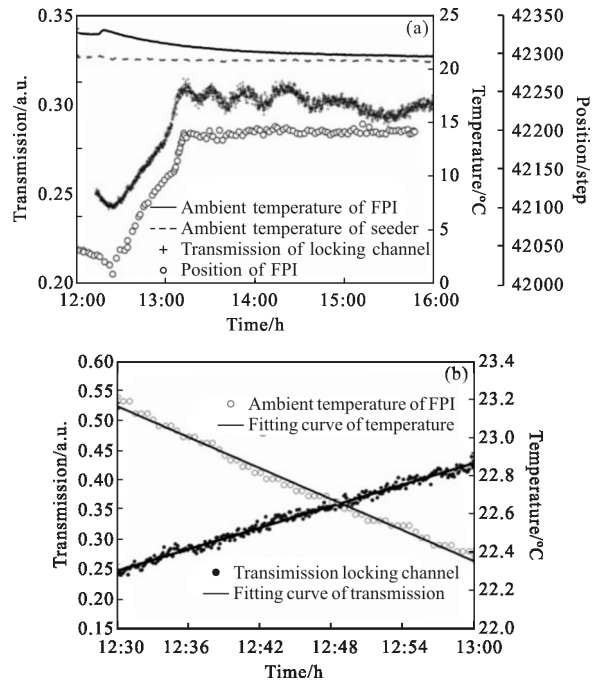 (a)
0.35
0.30
0.25
0.20
Transmission/a.u.
25
20
15
10
5
0
Temperature/°C
42350
42300
42250
42200
42150
42100
42050
42000
Position/step
Ambient temperature of FPI
Ambient temperature of seeder
Transmission of locking channel
Position of FPI
12:00 13:00 14:00 15:00 16:00
Time/h
(b)
0.60
0.55
0.50
0.45
0.40
0.35
0.30
0.25
0.20
0.15
Transmission/a.u.
23.4
23.2
23.0
22.8
22.6
22.4
22.2
22.0
Temperature/°C
Ambient temperature of FPI
Fitting curve of temperature
Transimission locking channel
Fitting curve of transmission
12:30 12:36 12:42 12:48 12:54 13:00
Time/h